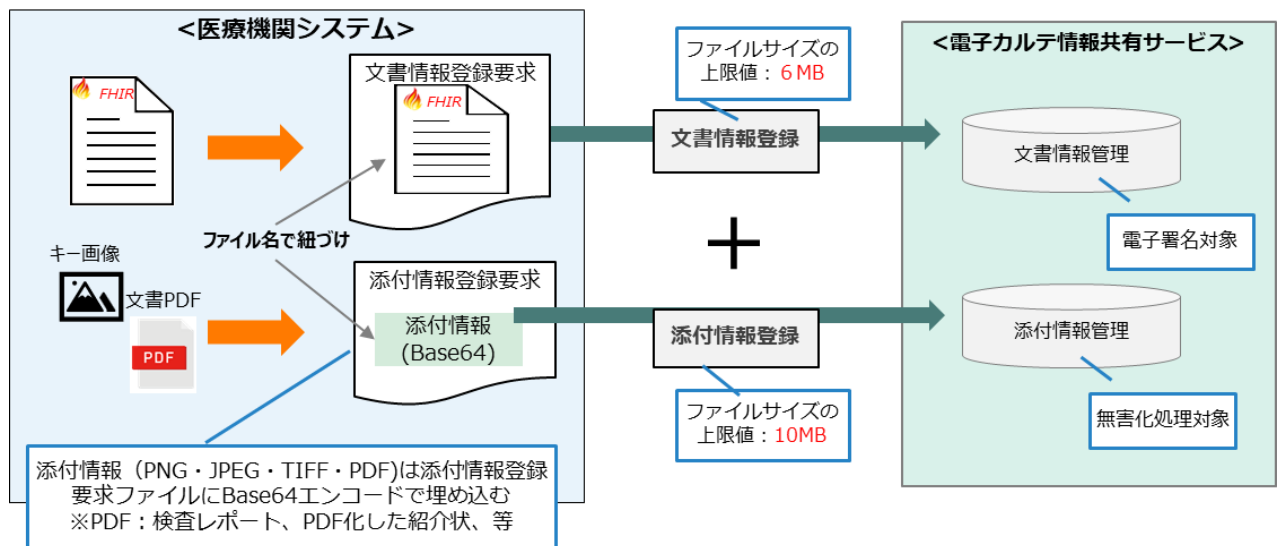 <医療機関システム>
FHIR
文書情報登録要求
FHIR
ファイル名で紐づけ
キー画像
文書PDF
PDF
添付情報登録要求
添付情報
(Base64)
添付情報（PNG・JPEG・TIFF・PDF)は添付情報登録
要求ファイルにBase64エンコードで埋め込む
※PDF：検査レポート、PDF化した紹介状、等
ファイルサイズの
上限値：６MB
文書情報登録
＋
添付情報登録
ファイルサイズの
上限値：10MB
<電子カルテ情報共有サービス>
文書情報管理
電子署名対象
添付情報管理
無害化処理対象